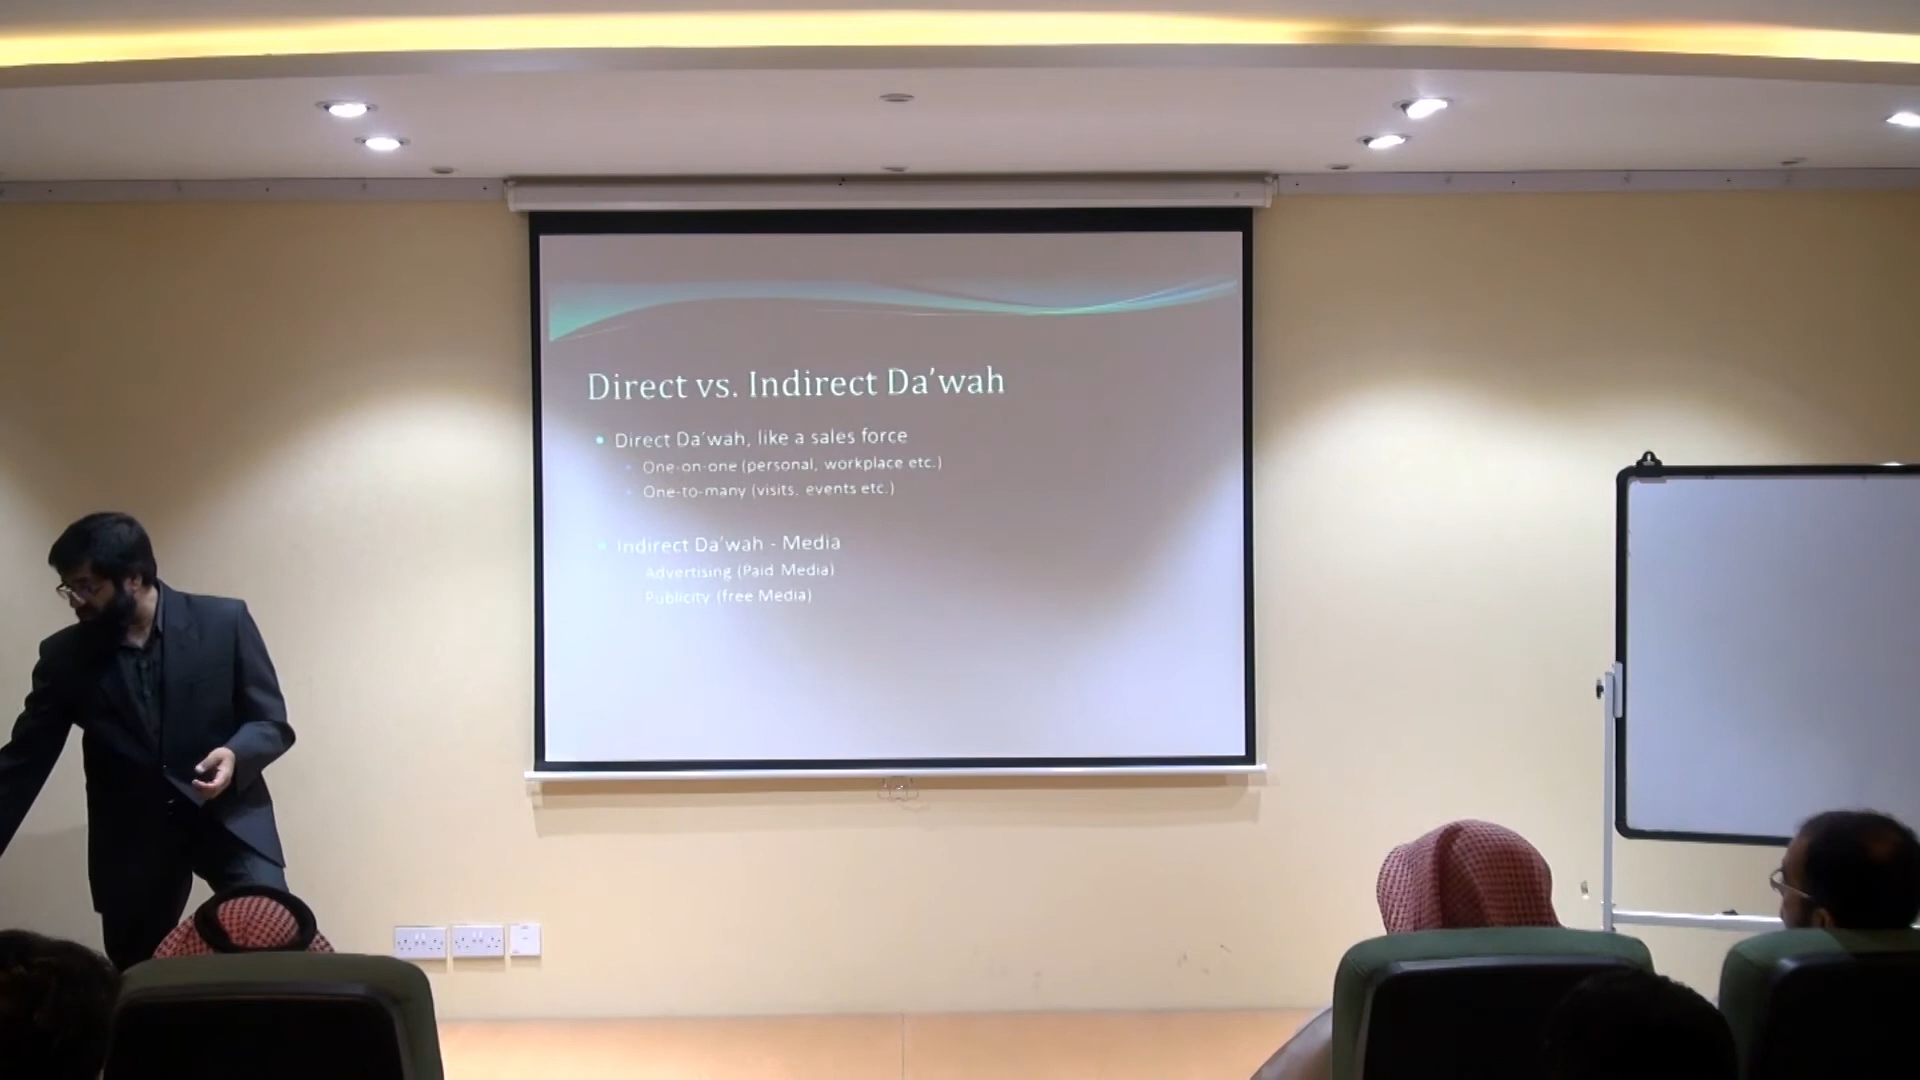 Direct vs. Indirect Da'wah
Direct Da'wah, like a sales force
One-on-one (personal, workplace etc.)
One-to-many (visits, events etc.)
Indirect Da'wah - Media
Advertising (Paid Media)
Publicity (free Media)